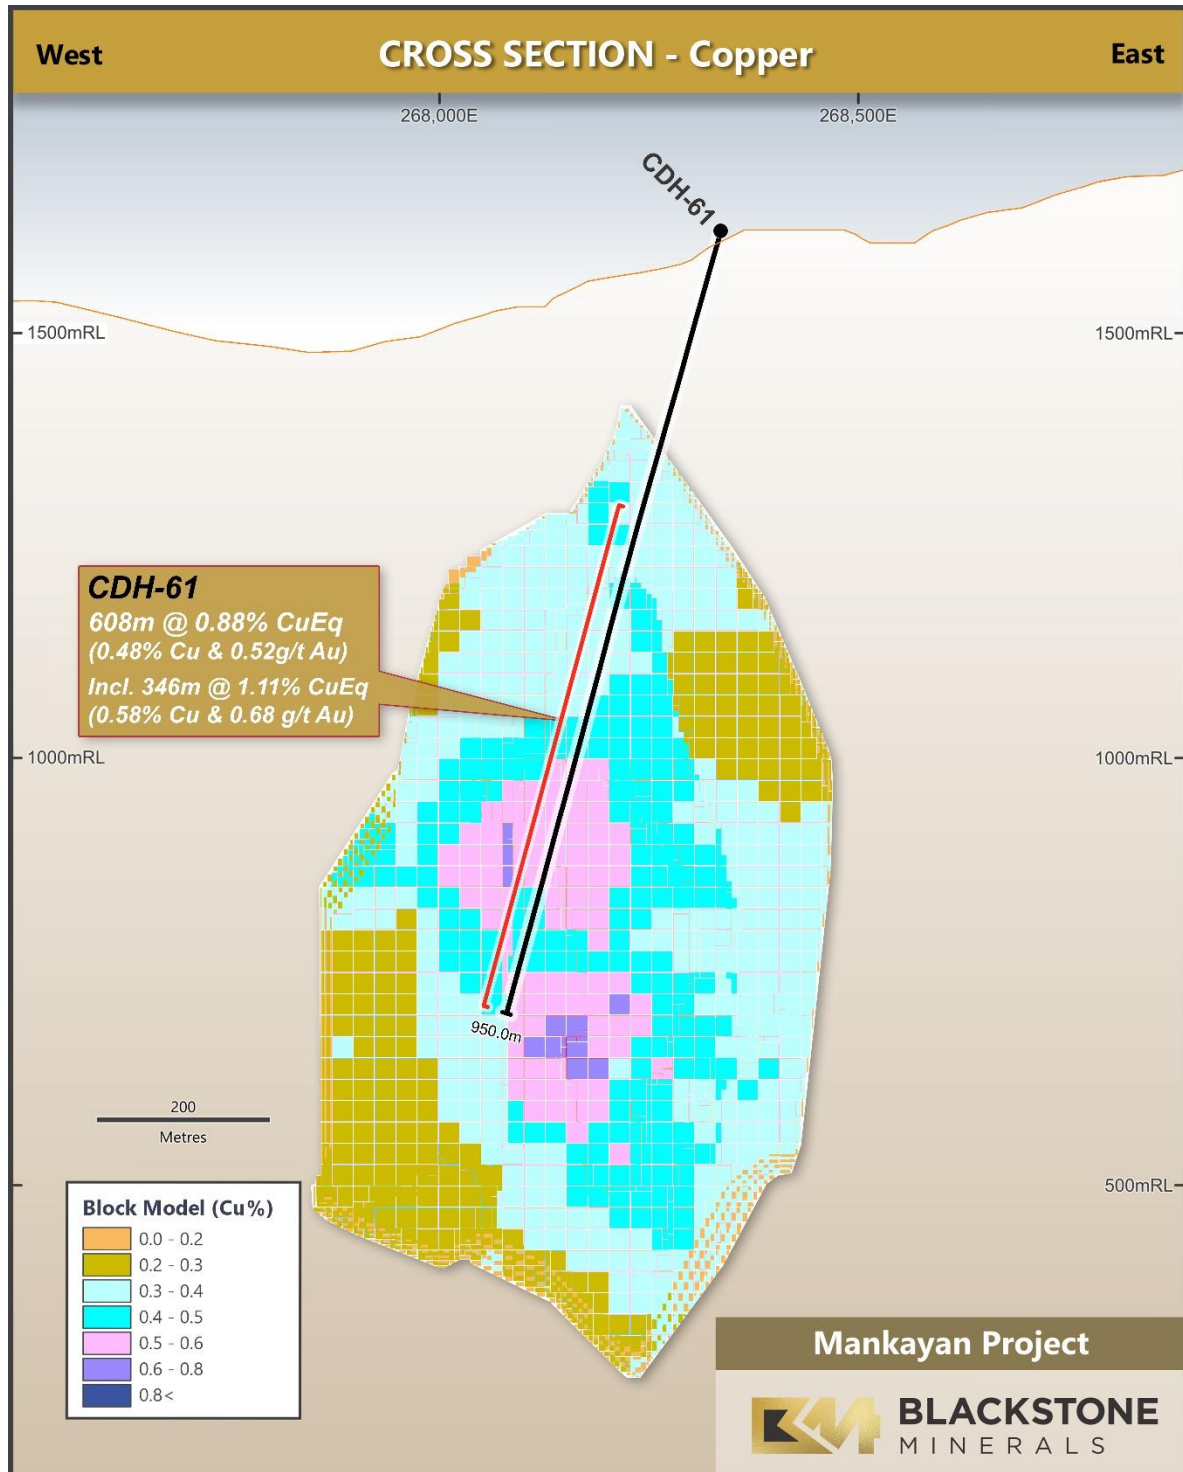 West
CROSS SECTION - Copper
East
268,000E
268,500E
CDH-61
1500mRL
1500mRL
CDH-61
608m @ 0.88% CuEq
(0.48% Cu & 0.52g/t Au)
Incl. 346m @ 1.11% CuEq
(0.58% Cu & 0.68 g/t Au)
1000mRL
1000mRL
950.0m
200
Metres
500mRL
Block Model (Cu%)
0.0 - 0.2
0.2 - 0.3
0.3 - 0.4
0.4 - 0.5
0.5 - 0.6
0.6 - 0.8
0.8<
Mankayan Project
BLACKSTONE
MINERALS